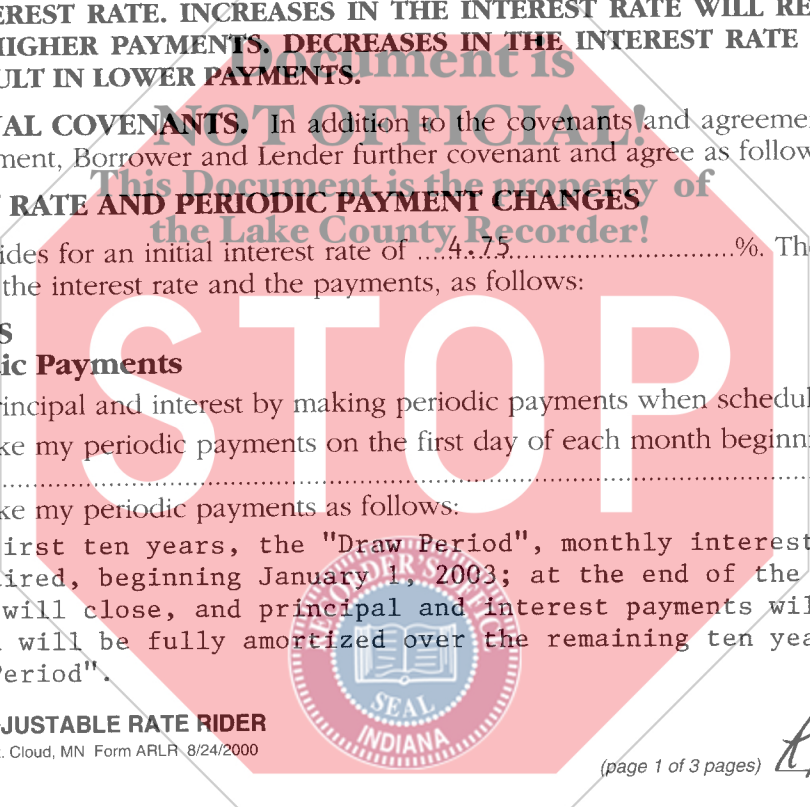 EREST RATE. INCREASES IN THE INTEREST RATE WILL RE
HIGHER PAYMENTS. DECREASES IN THE INTEREST RATE
ULT IN LOWER PAYMENTS.
Document is
NOT OFFICIAL!
AL COVENANTS. In addition to the covenants and agreeme
ment, Borrower and Lender further covenant and agree as follow
This Document is the property of
RATE AND PERIODIC PAYMENT CHANGES
the Lake County Recorder!
ides for an initial interest rate of ....4.75..................................%. The
the interest rate and the payments, as follows:
S
ic Payments
STOP
rincipal and interest by making periodic payments when schedul
ke my periodic payments on the first day of each month beginni
ke my periodic payments as follows:
irst ten years, the "Draw Period", monthly interest
ired, beginning January 1, 2003; at the end of the
will close, and principal and interest payments wil
will be fully amortized over the remaining ten yea
Period".
RECORDER'S OFFICE
SEAL
INDIANA
JUSTABLE RATE RIDER
. Cloud, MN Form ARLR 8/24/2000
(page 1 of 3 pages)